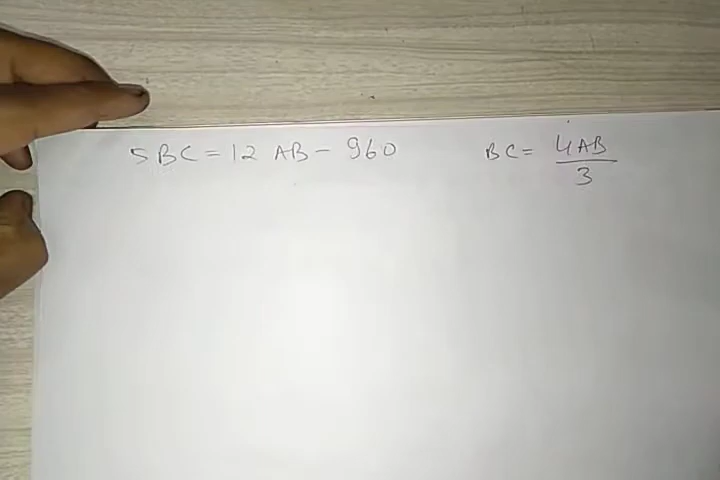 5BC = 12 AB - 960
BC = 4AB/3